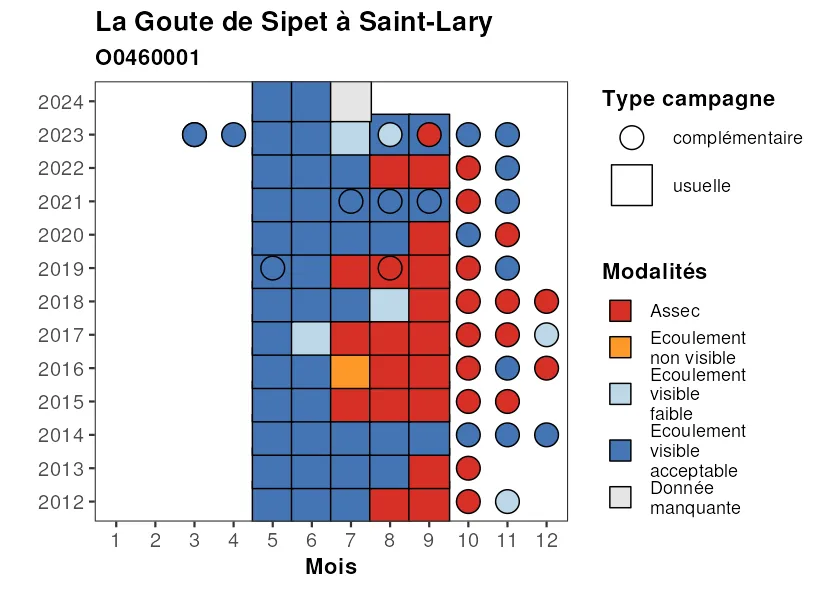 La Goute de Sipet à Saint-Lary
O0460001
2024
2023
2022
2021
2020
2019
2018
2017
2016
2015
2014
2013
2012
1 2 3 4 5 6 7 8 9 10 11 12
Mois
Type campagne
complémentaire
usuelle
Modalités
Assec
Ecoulement
non visible
Ecoulement
visible
faible
Ecoulement
visible
acceptable
Donnée
manquante